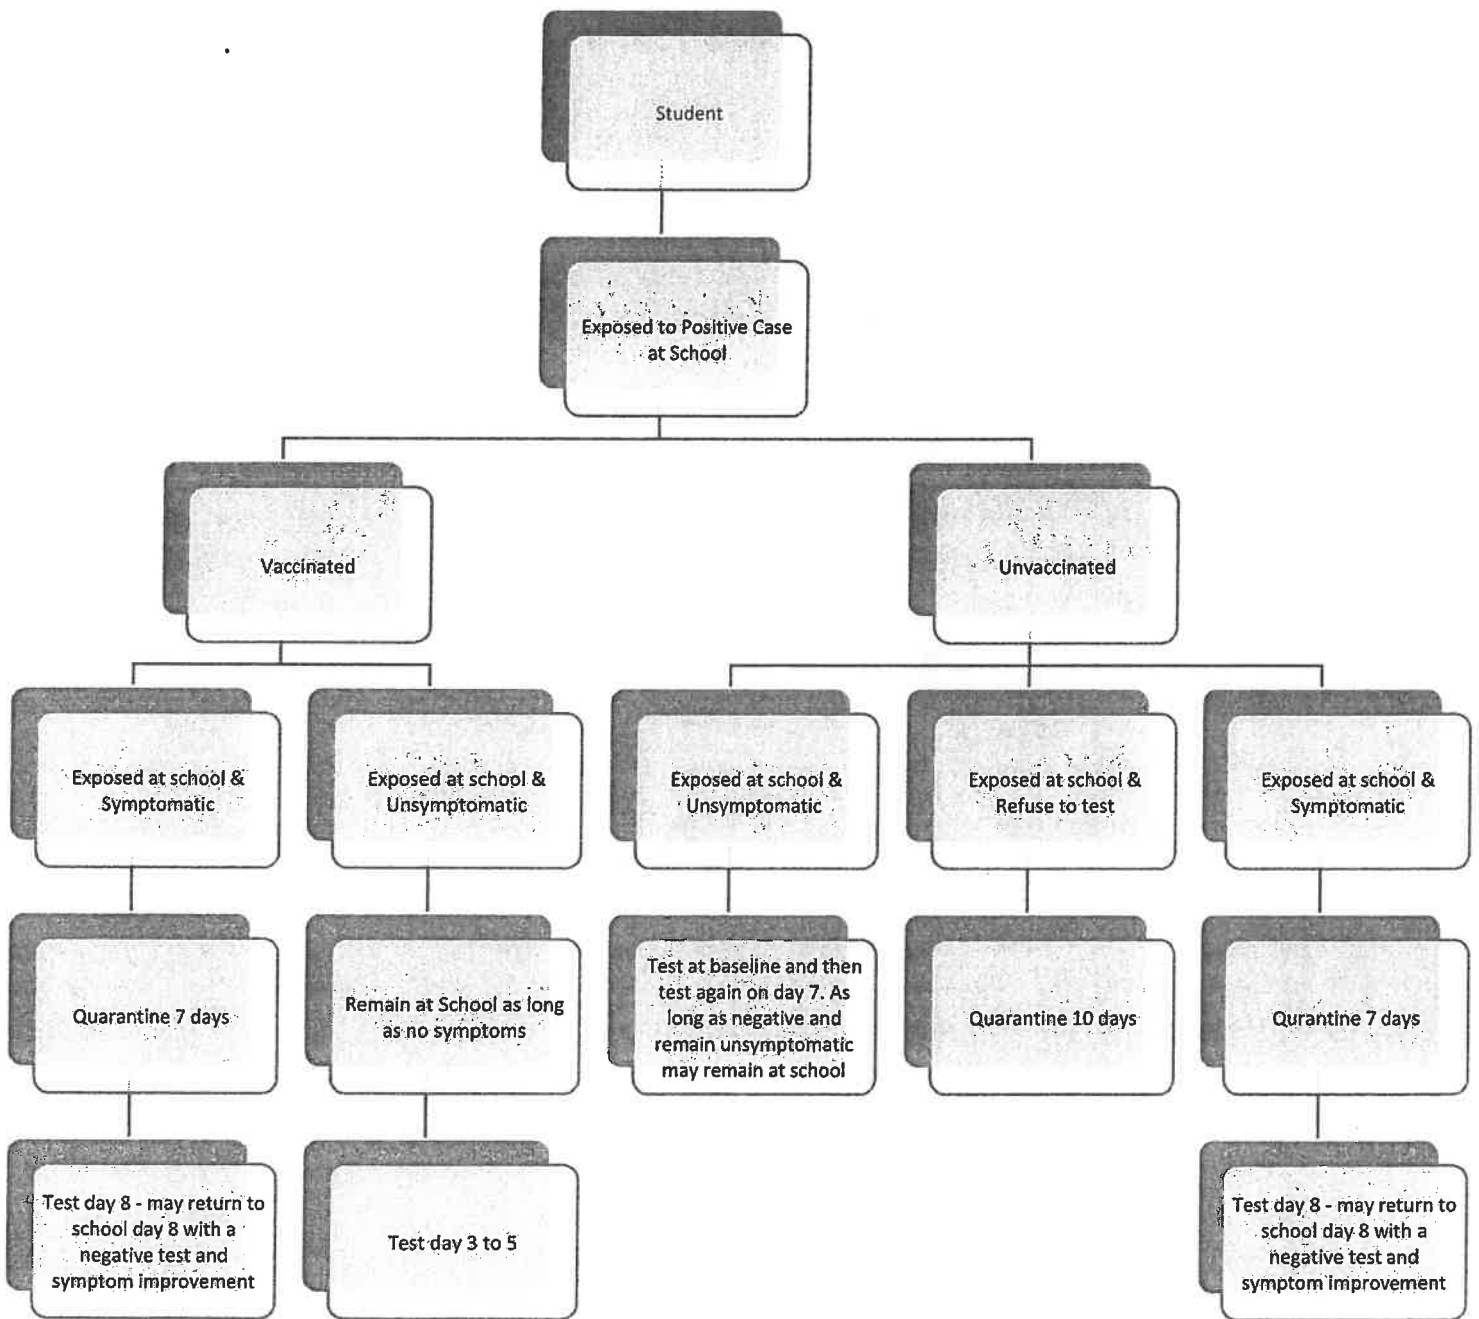 Student
Exposed to Positive Case
at School
Vaccinated
Unvaccinated
Exposed at school &
Symptomatic
Exposed at school &
Unsymptomatic
Exposed at school &
Unsymptomatic
Exposed at school &
Refuse to test
Exposed at school &
Symptomatic
Quarantine 7 days
Remain at School as long
as no symptoms
Test at baseline and then
test again on day 7. As
long as negative and
remain unsymptomatic
may remain at school
Quarantine 10 days
Qurantine 7 days
Test day 8 - may return to
school day 8 with a
negative test and
symptom improvement
Test day 3 to 5
Test day 8 - may return to
school day 8 with a
negative test and
symptom improvement